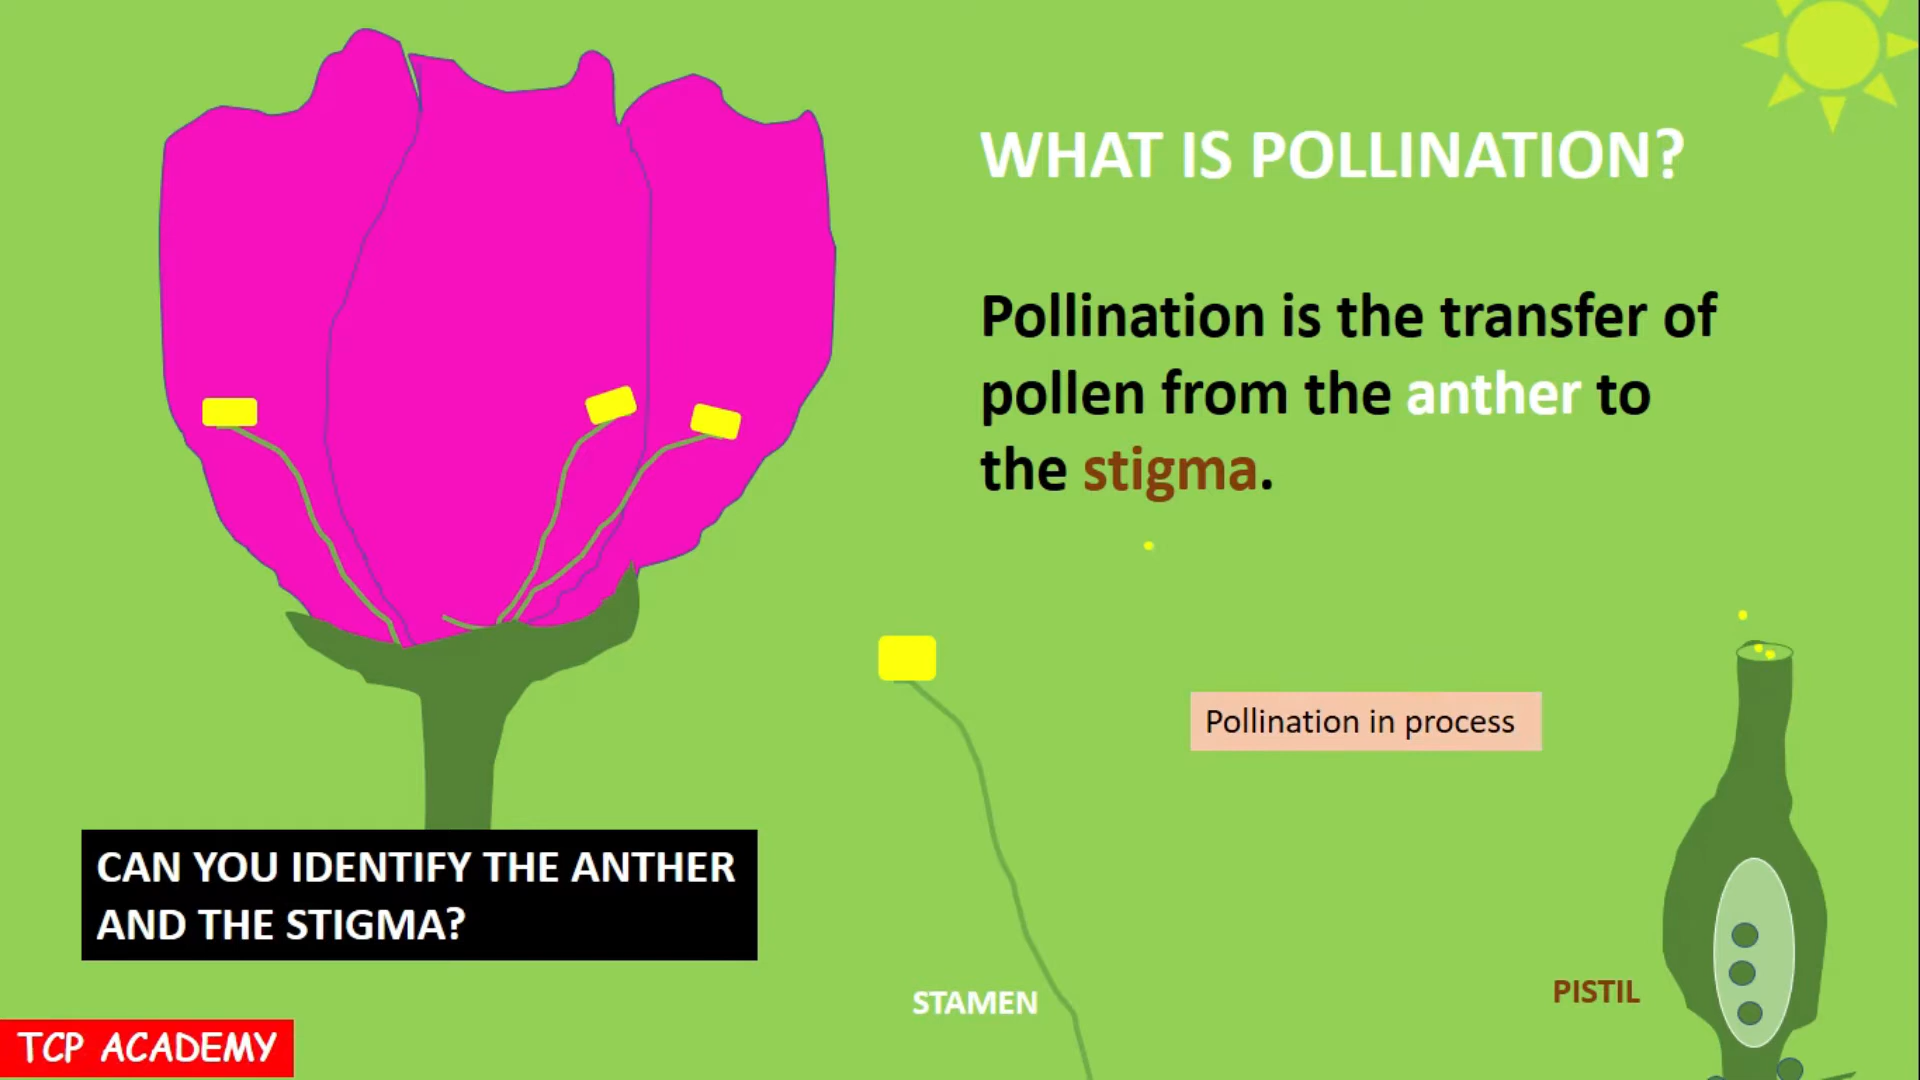 WHAT IS POLLINATION?
Pollination is the transfer of
pollen from the anther to
the stigma.
Pollination in process
CAN YOU IDENTIFY THE ANTHER
AND THE STIGMA?
STAMEN
PISTIL
TCP ACADEMY